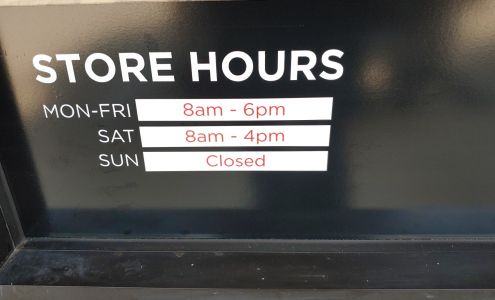 STORE HOURS
MON-FRI 8am - 6pm
SAT 8am - 4pm
SUN Closed